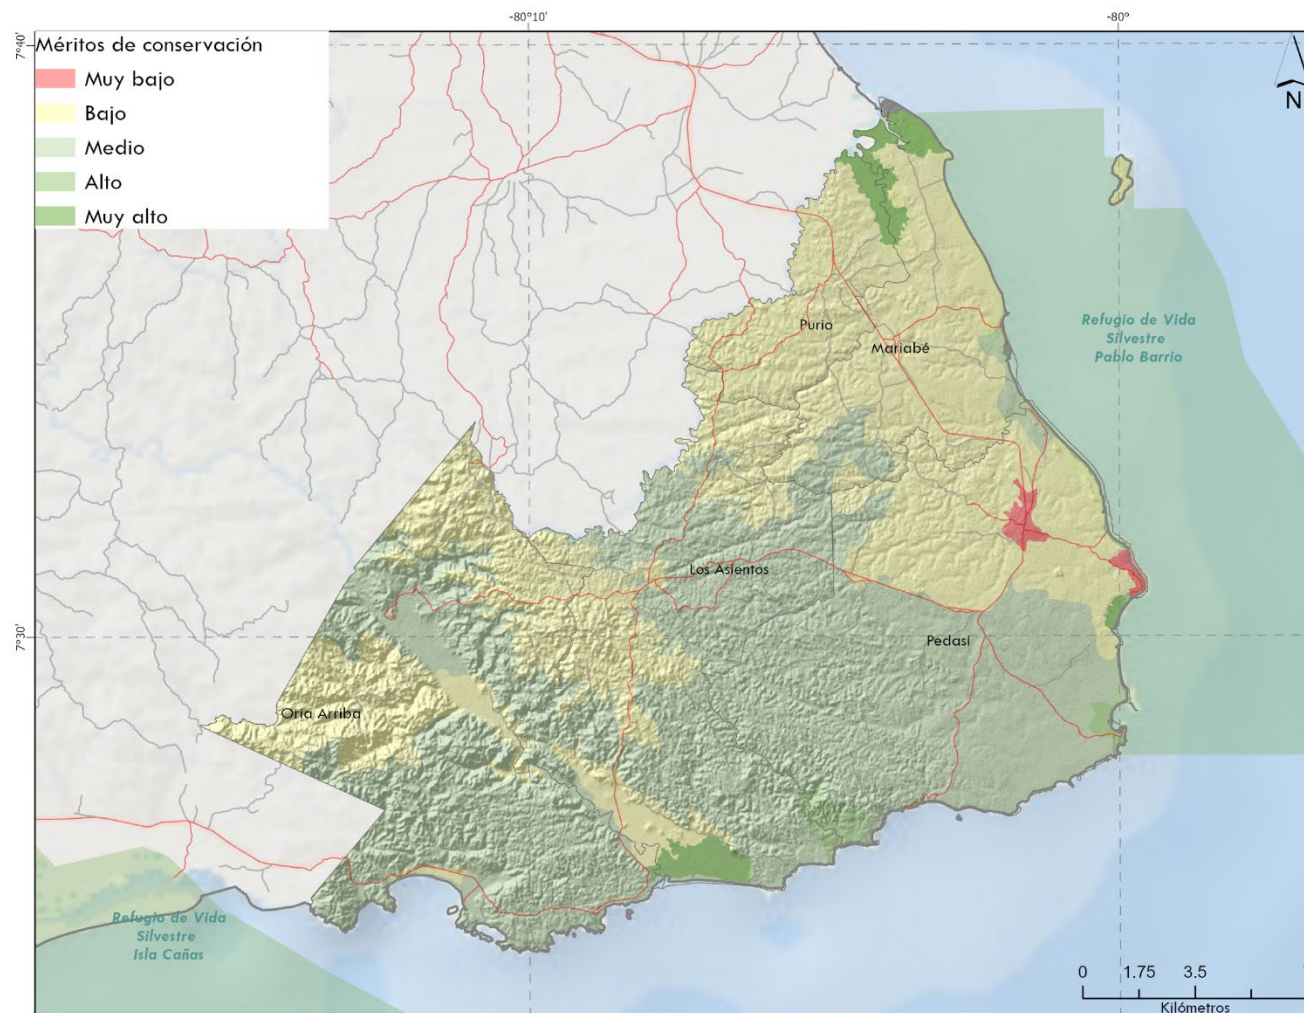 -80°10'
-80°
7°40'
Méritos de conservación
Muy bajo
Bajo
Medio
Alto
Muy alto
N
Purio
Mariabé
Refugio de Vida
Silvestre
Pablo Barrio
Los Asientos
7°30'
Pedasí
Oria Arriba
Refugio de Vida
Silvestre
Isla Cañas
0 1.75 3.5
Kilómetros